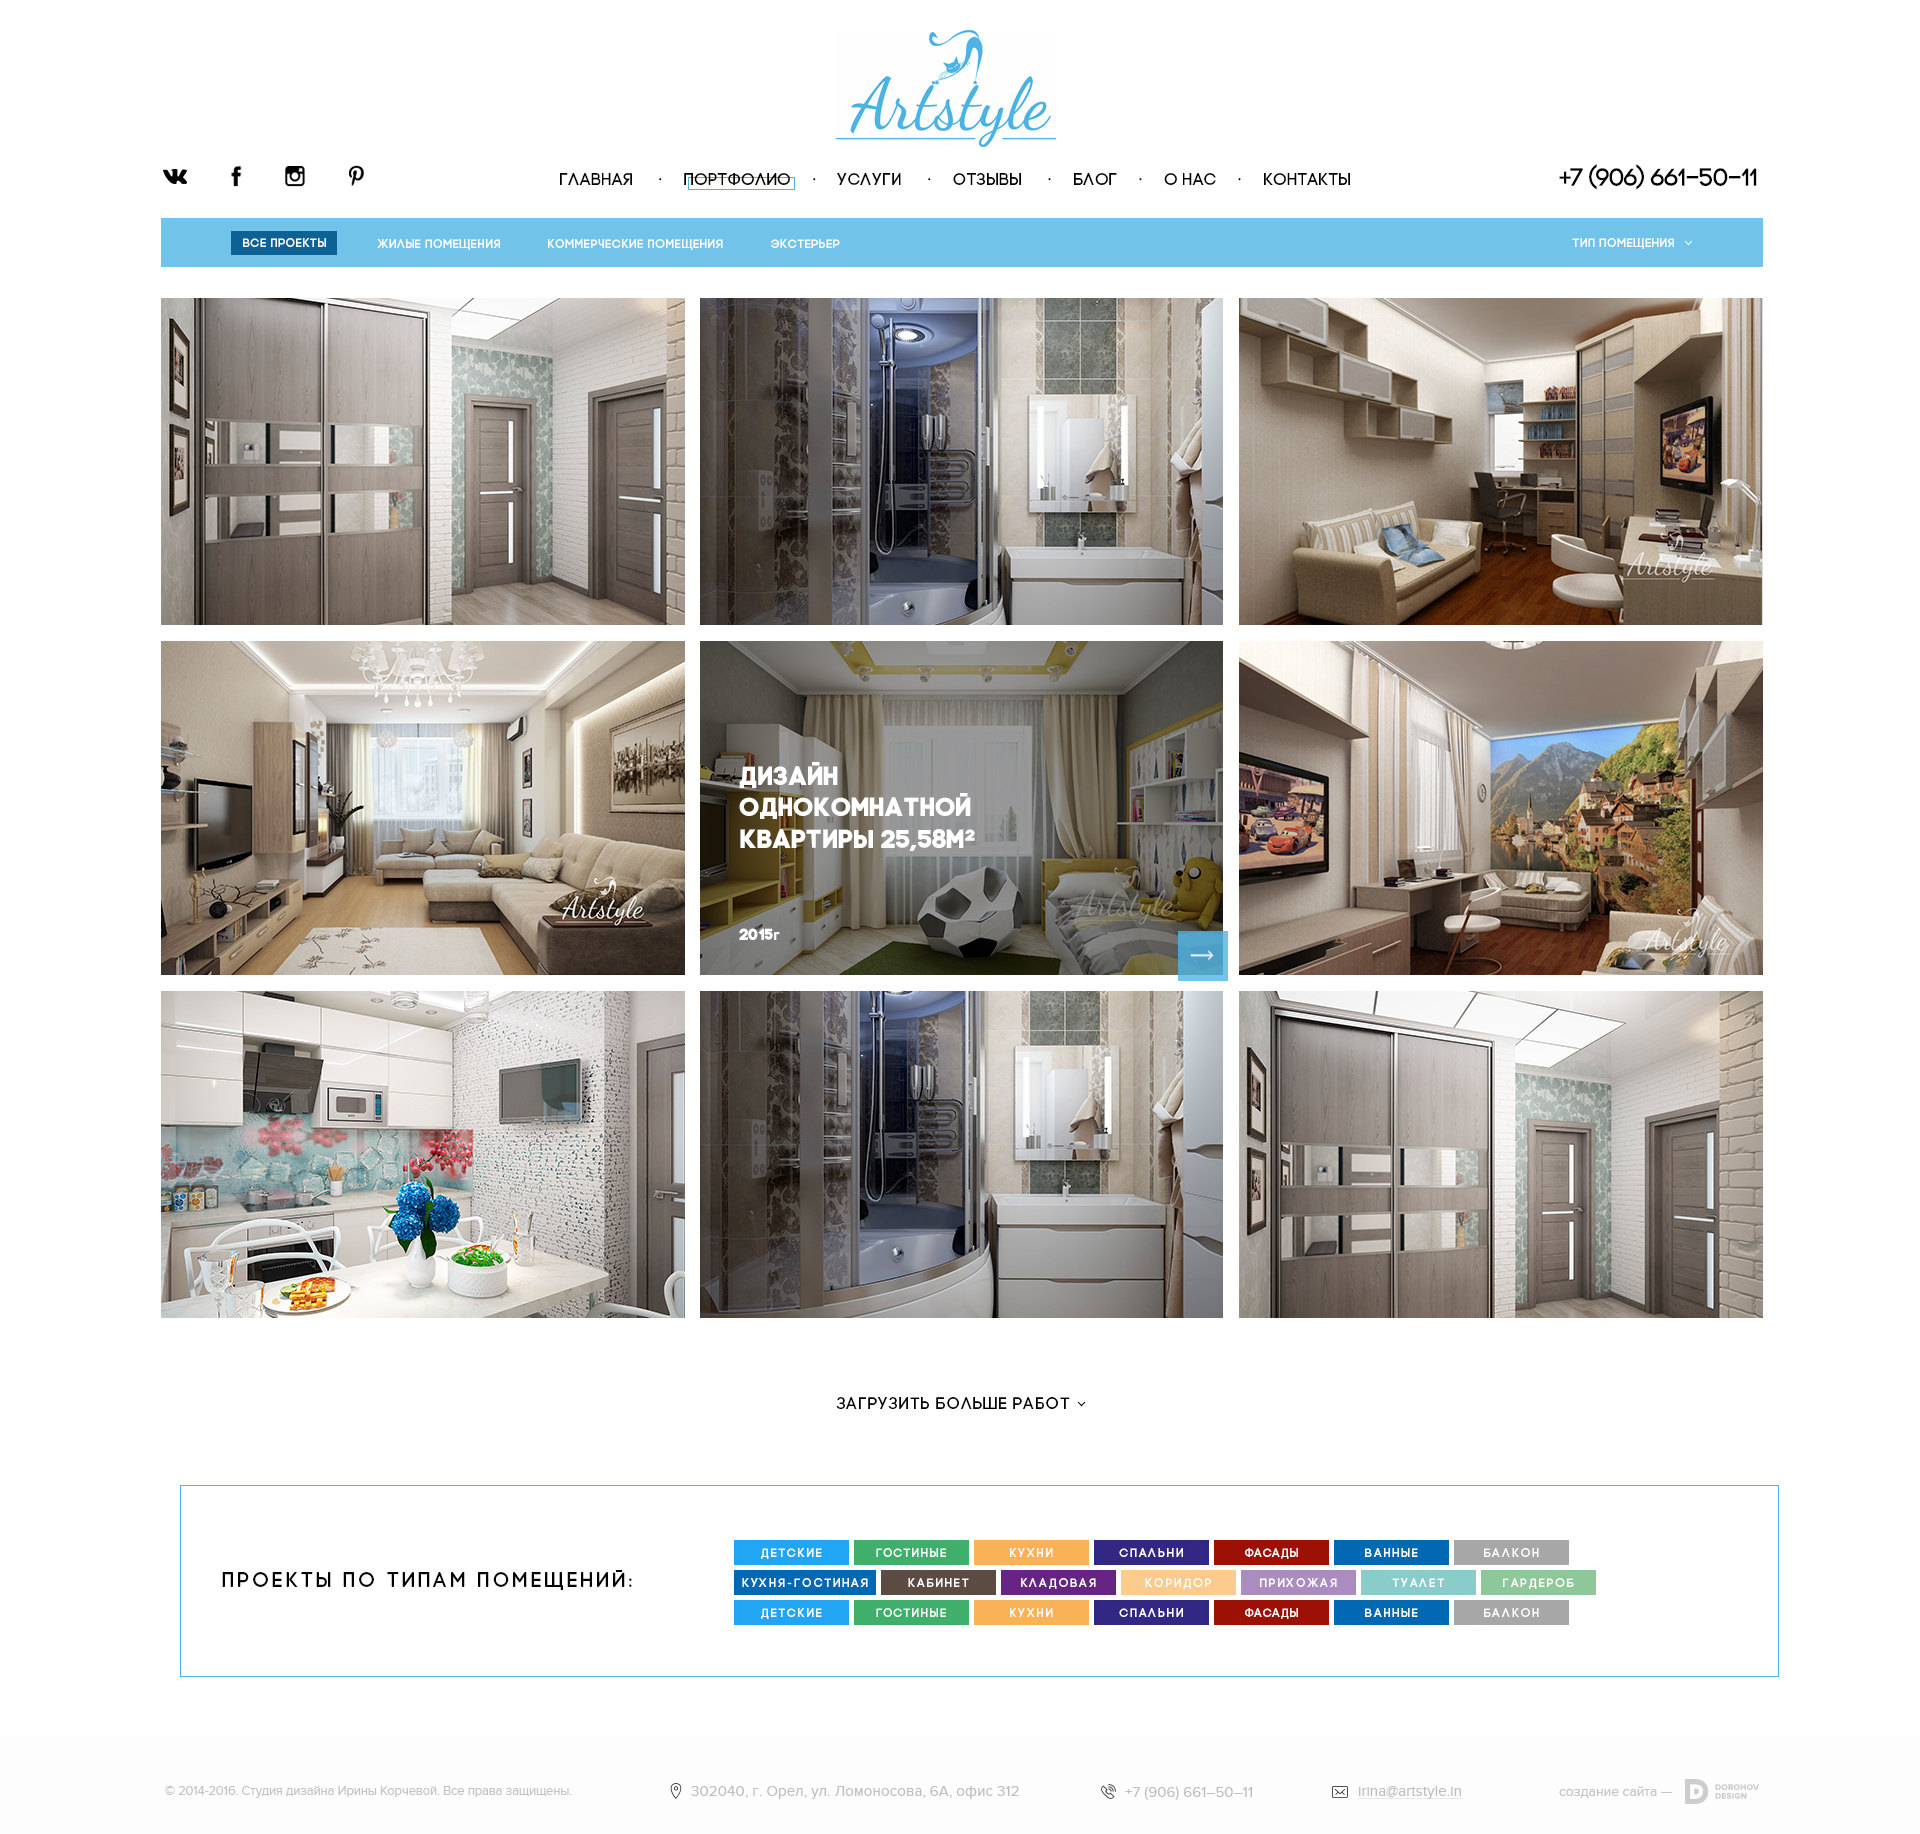 Artstyle
ГЛАВНАЯ · ПОРТФОЛИО · УСЛУГИ · ОТЗЫВЫ · БЛОГ · О НАС · КОНТАКТЫ
+7 (906) 661-50-11
ВСЕ ПРОЕКТЫ ЖИЛЫЕ ПОМЕЩЕНИЯ КОММЕРЧЕСКИЕ ПОМЕЩЕНИЯ ЭКСТЕРЬЕР ТИП ПОМЕЩЕНИЯ
Artstyle
Artstyle
ДИЗАЙН
ОДНОКОМНАТНОЙ
КВАРТИРЫ 25,58М²
2015г
Artstyle
Artstyle
ЗАГРУЗИТЬ БОЛЬШЕ РАБОТ
ПРОЕКТЫ ПО ТИПАМ ПОМЕЩЕНИЙ:
ДЕТСКИЕ ГОСТИНЫЕ КУХНИ СПАЛЬНИ ФАСАДЫ ВАННЫЕ БАЛКОН
КУХНЯ-ГОСТИНАЯ КАБИНЕТ КЛАДОВАЯ КОРИДОР ПРИХОЖАЯ ТУАЛЕТ ГАРДЕРОБ
ДЕТСКИЕ ГОСТИНЫЕ КУХНИ СПАЛЬНИ ФАСАДЫ ВАННЫЕ БАЛКОН
© 2014-2016. Студия дизайна Ирины Корчевой. Все права защищены.
302040, г. Орел, ул. Ломоносова, 6А, офис 312
+7 (906) 661–50–11
irina@artstyle.in
создание сайта —
DOROHOV
DESIGN